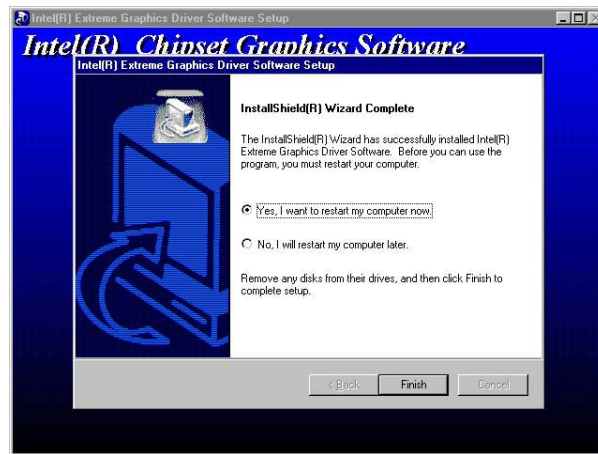 Intel(R) Extreme Graphics Driver Software Setup
Intel(R) Chipset Graphics Software
Intel(R) Extreme Graphics Driver Software Setup
InstallShield(R) Wizard Complete
The InstallShield(R) Wizard has successfully installed Intel(R)
Extreme Graphics Driver Software. Before you can use the
program, you must restart your computer.
Yes, I want to restart my computer now.
No, I will restart my computer later.
Remove any disks from their drives, and then click Finish to
complete setup.
< Back Finish Cancel